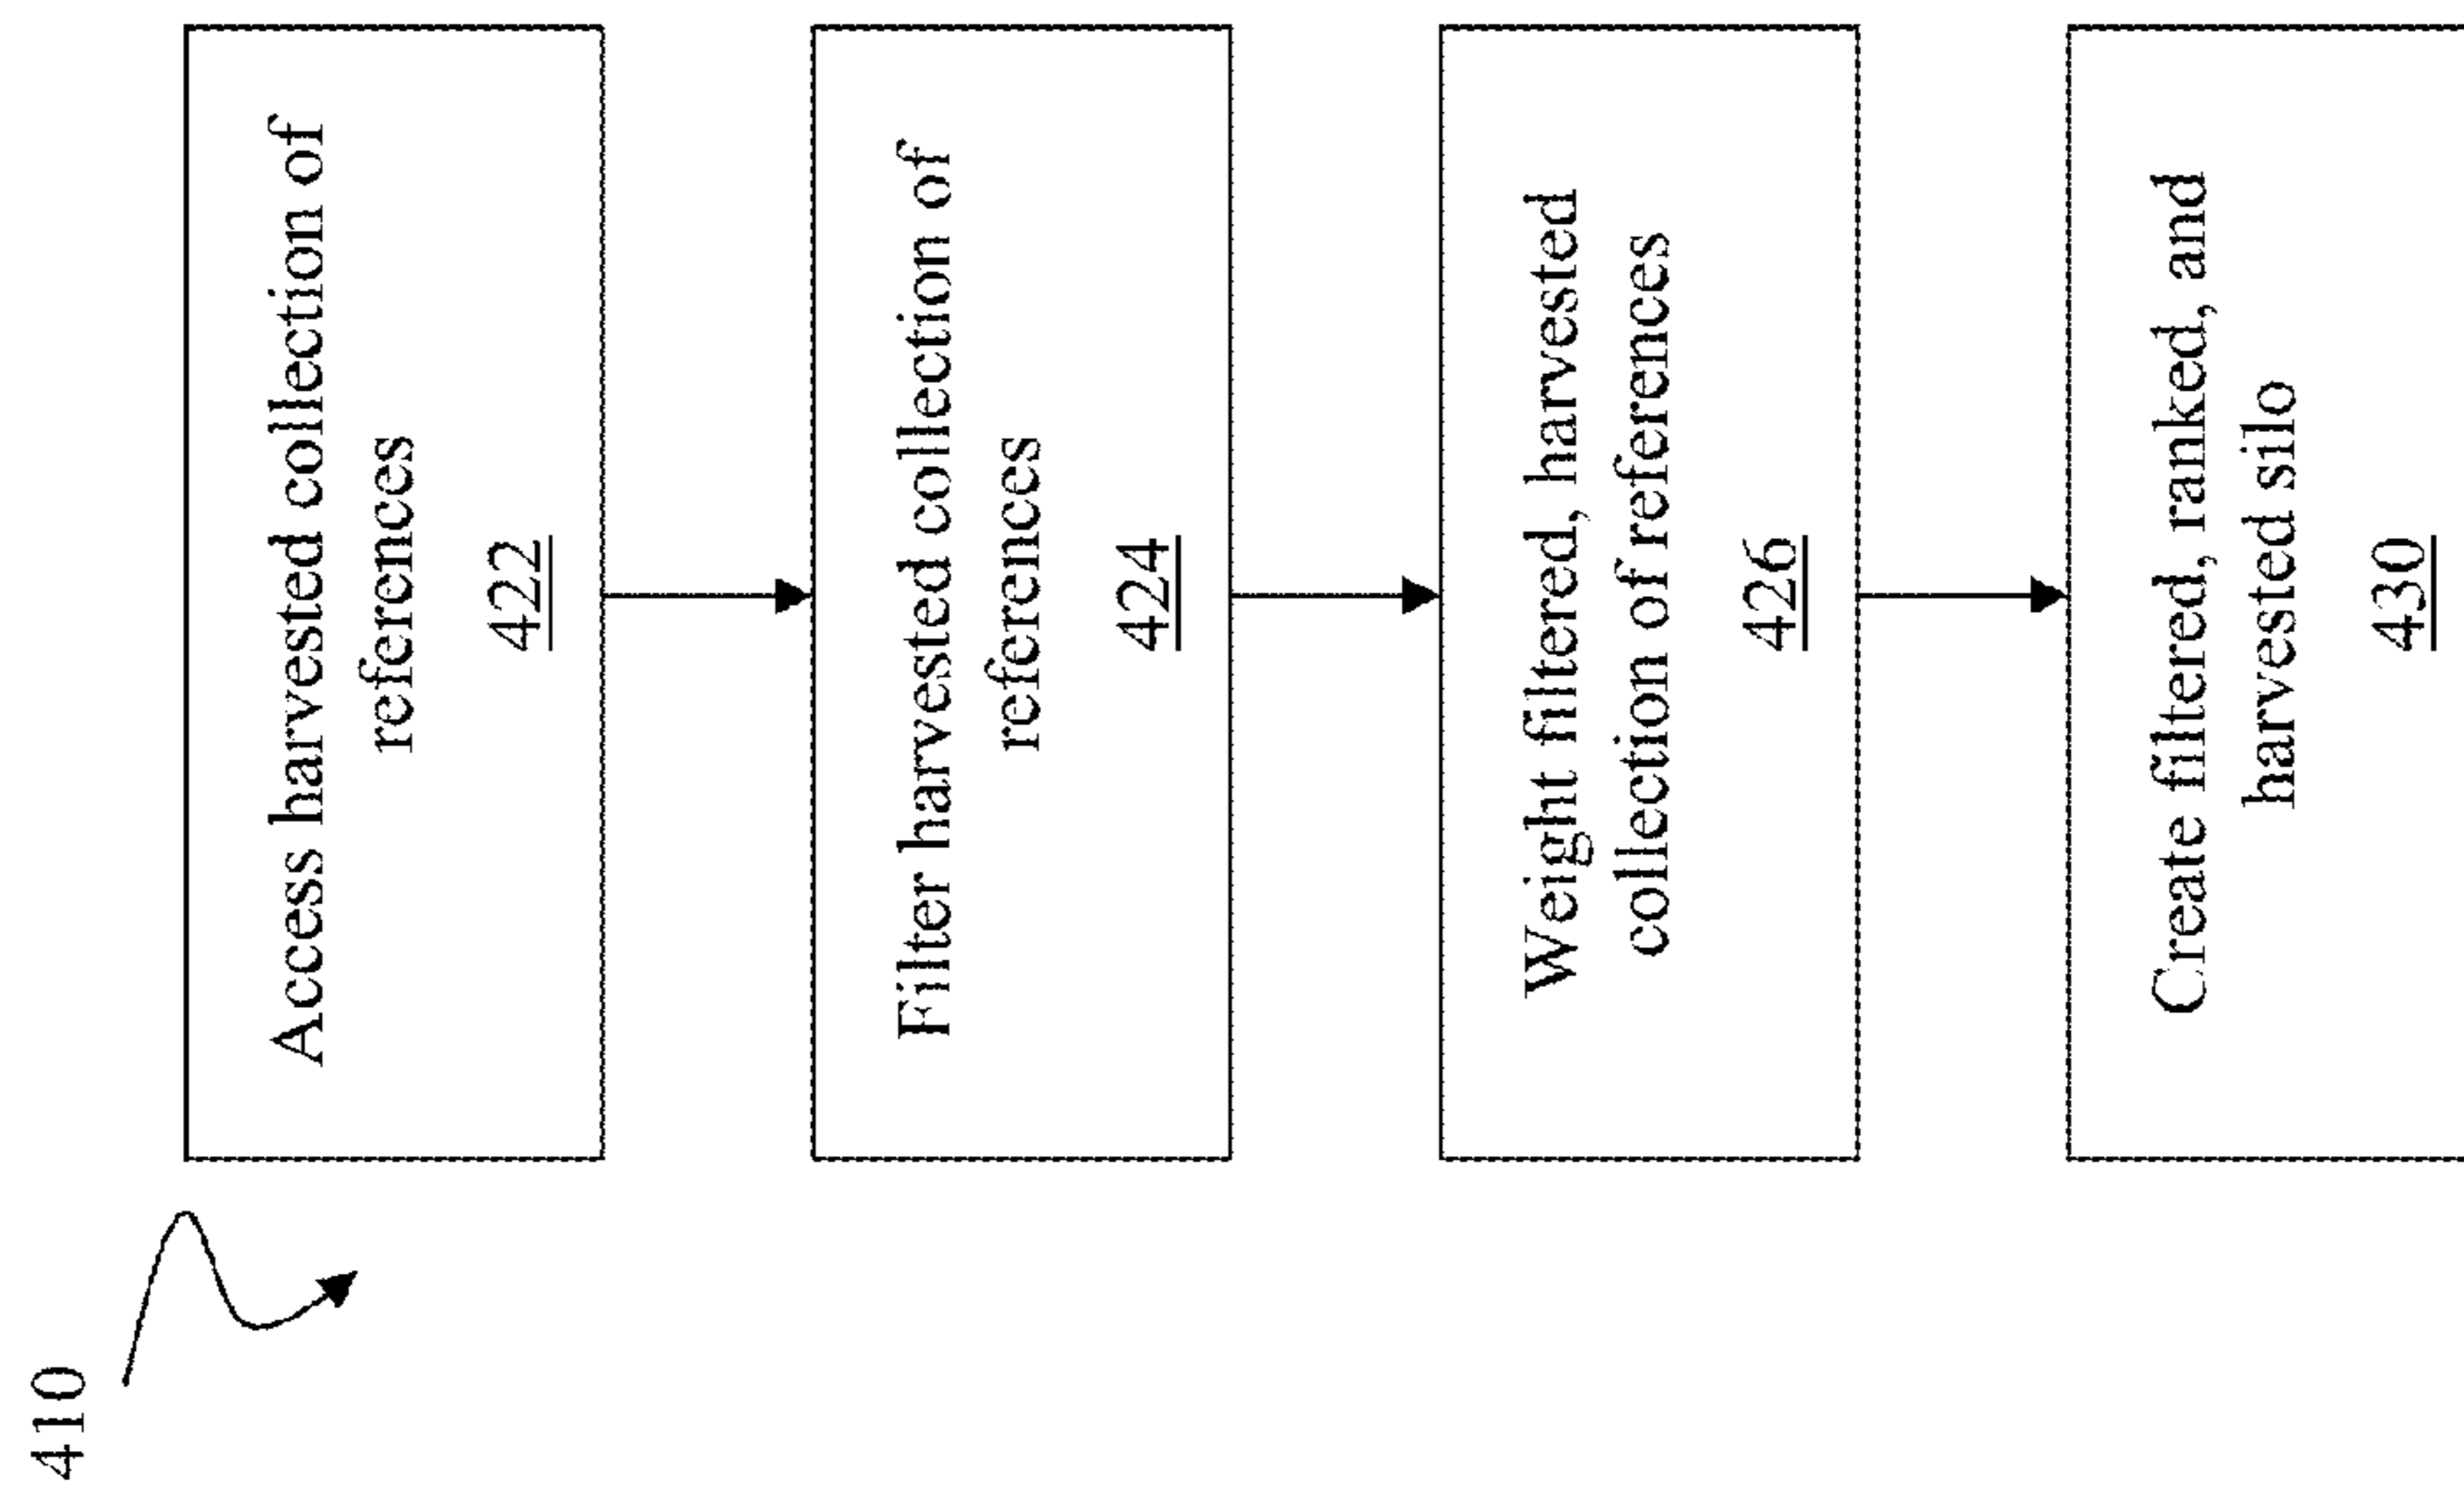 410
Access harvested collection of
references
422
Filter harvested collection of
references
424
Weight filtered, harvested
collection of references
426
Create filtered, ranked, and
harvested silo
430